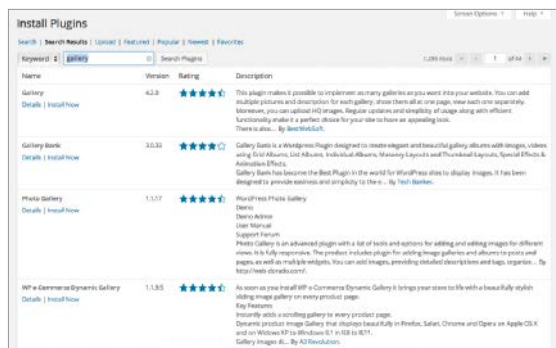 Screen Options Help
Install Plugins
Search | Search Results | Upload | Featured | Popular | Newest | Favorites
Keyword gallery Search Plugins 1 of 44
Name Version Rating Description
Gallery 4.2.0 This plugin makes it possible to implement as many galleries as you want into your website. You can add
Details | Install Now multiple pictures and description for each gallery, show them all at one page, view each one separately.
Moreover, you can upload HQ images. Regular updates and simplicity of usage along with efficient
functionality make it a perfect choice for your site to have an appealing look.
There is also... By BestWebSoft.
Gallery Bank 3.0.33 Gallery Bank is a Wordpress Plugin designed to create elegant and beautiful gallery albums with images, videos
Details | Install Now using Grid Albums, List Albums, Individual Albums, Masonry Layouts and Thumbnail Layouts, Special Effects &
Animation Effects.
Gallery Bank has become the Best Plugin in the world for WordPress sites to display images. It has been
designed to provide easiness and simplicity to the e... By Tech Banker.
Photo Gallery 1.1.17 WordPress Photo Gallery
Details | Install Now Demo
Demo Admin
User Manual
Support Forum
Photo Gallery is an advanced plugin with a list of tools and options for adding and editing images for different
views. It is fully responsive. The product includes plugin for adding image galleries and albums to posts and
pages, as well as multiple widgets. You can add images, providing detailed descriptions and tags, organize... By
http://web-dorado.com/.
WP e-Commerce Dynamic Gallery 1.1.9.5 As soon as you install WP e-Commerce Dynamic Gallery it brings your store to life with a beautifully stylish
Details | Install Now sliding image gallery on every product page.
Key Features
Instantly adds a scrolling gallery to every product page.
Dynamic product image Gallery that displays beautifully in Firefox, Safari, Chrome and Opera on Apple OS X
and on Widows XP to Windows 8.1 in IE8 to IE11.
Gallery images di... By A3 Revolution.